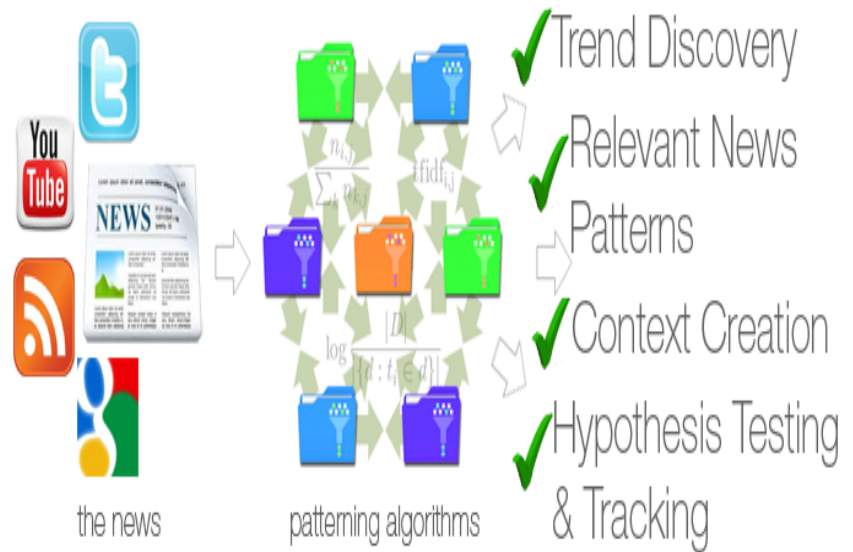 You
Tube
NEWS
the news
n_{i,j}
∑_k n_{k,j}
tfidf_{i,j}
log |D|
|{d : t_i ∈ d}|
patterning algorithms
Trend Discovery
Relevant News
Patterns
Context Creation
Hypothesis Testing
& Tracking